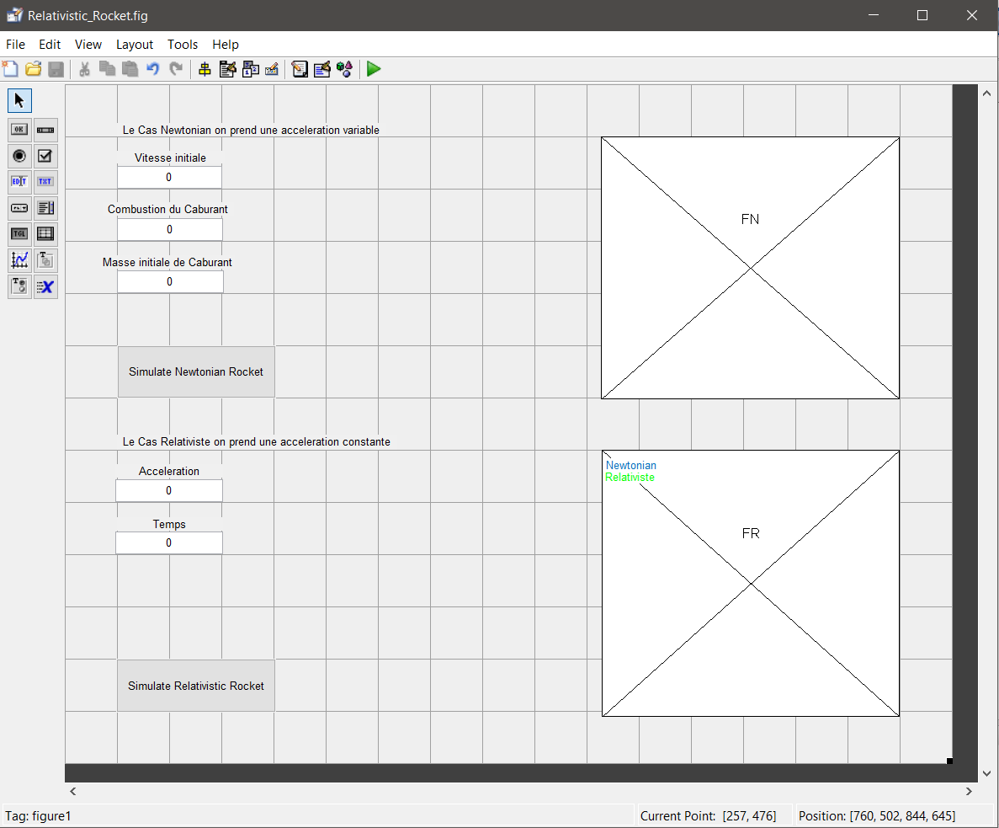 Relativistic_Rocket.fig
File Edit View Layout Tools Help
OK
EDIT TXT
TGL
Le Cas Newtonian on prend une acceleration variable
Vitesse initiale
0
Combustion du Caburant
0
Masse initiale de Caburant
0
Simulate Newtonian Rocket
FN
Le Cas Relativiste on prend une acceleration constante
Acceleration
0
Temps
0
Simulate Relativistic Rocket
Newtonian
Relativiste
FR
Tag: figure1
Current Point: [257, 476]
Position: [760, 502, 844, 645]